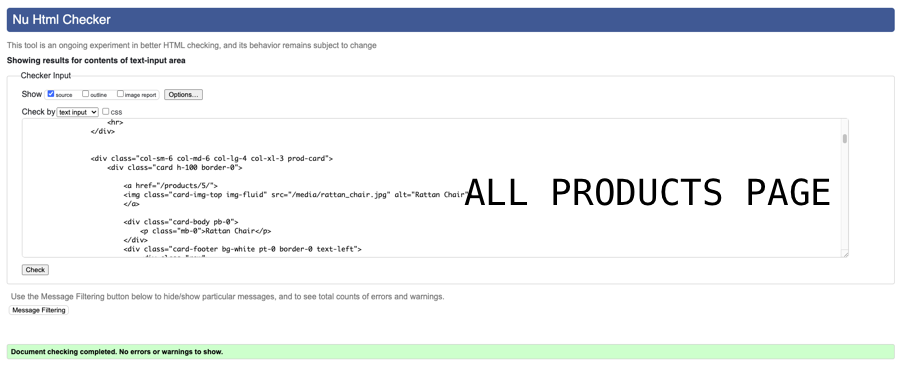 Nu Html Checker
This tool is an ongoing experiment in better HTML checking, and its behavior remains subject to change
Showing results for contents of text-input area
Checker Input
Show source outline image report Options...
Check by text input css
<hr>
</div>
<div class="col-sm-6 col-md-6 col-lg-4 col-xl-3 prod-card">
<div class="card h-100 border-0">
<a href="/products/5/">
<img class="card-img-top img-fluid" src="/media/rattan_chair.jpg" alt="Rattan Chair"
</a>
ALL PRODUCTS PAGE
<div class="card-body pb-0">
<p class="mb-0">Rattan Chair</p>
</div>
<div class="card-footer bg-white pt-0 border-0 text-left">
Check
Use the Message Filtering button below to hide/show particular messages, and to see total counts of errors and warnings.
Message Filtering
Document checking completed. No errors or warnings to show.